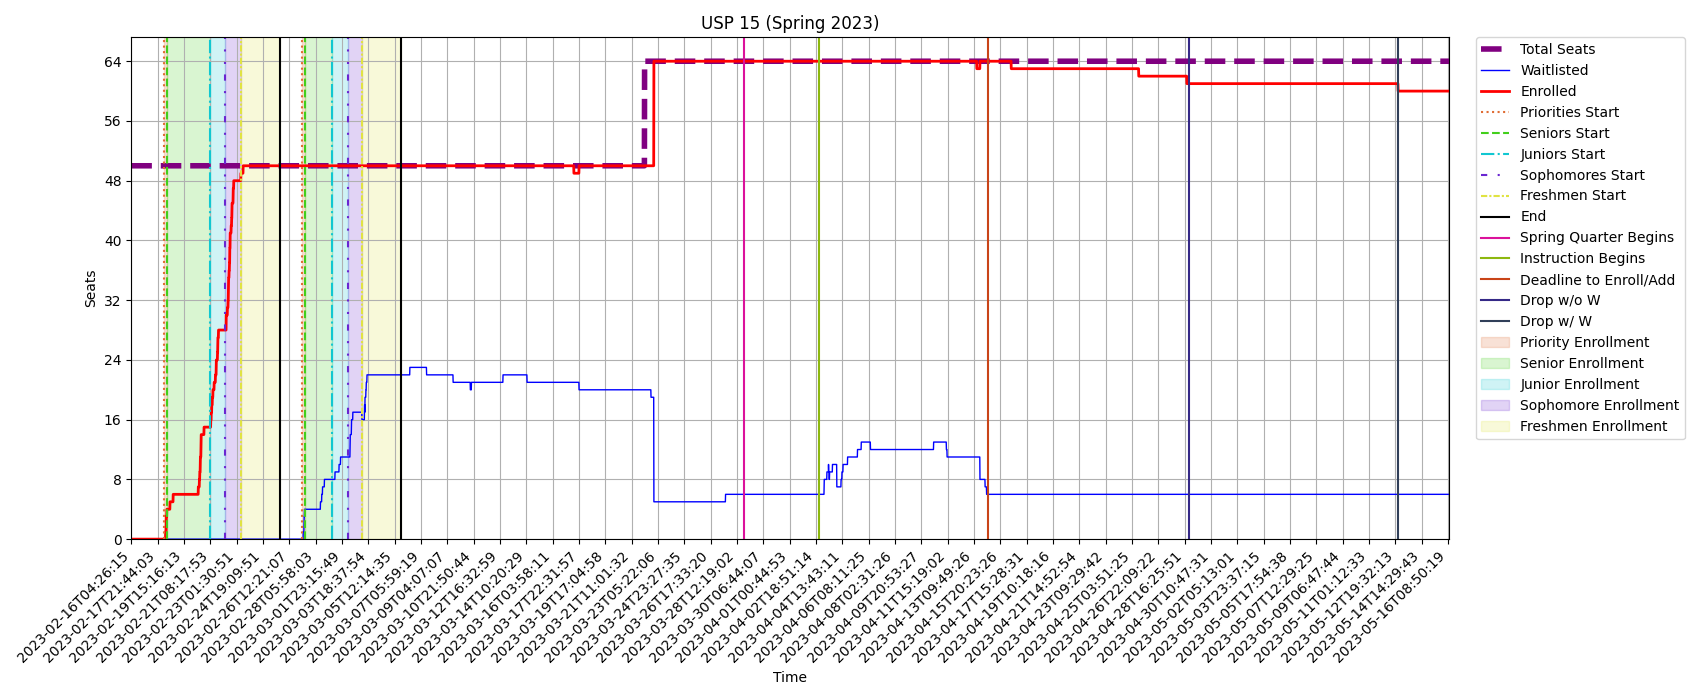 USP 15 (Spring 2023)
Seats
64
56
48
40
32
24
16
8
0
2023-02-16T04:26:15
2023-02-17T21:44:03
2023-02-19T15:16:13
2023-02-21T08:17:53
2023-02-23T01:30:51
2023-02-24T19:09:51
2023-02-26T12:21:07
2023-02-28T05:58:03
2023-03-01T23:15:49
2023-03-03T18:37:54
2023-03-05T12:14:35
2023-03-07T05:59:19
2023-03-09T04:07:07
2023-03-10T21:50:44
2023-03-12T16:32:59
2023-03-14T10:20:29
2023-03-16T03:58:11
2023-03-17T22:31:57
2023-03-19T17:04:58
2023-03-21T11:01:32
2023-03-23T05:22:06
2023-03-24T23:27:35
2023-03-26T17:33:20
2023-03-28T12:19:02
2023-03-30T06:44:07
2023-04-01T00:44:53
2023-04-02T18:51:14
2023-04-04T13:43:11
2023-04-06T08:11:25
2023-04-08T02:31:26
2023-04-09T20:53:27
2023-04-11T15:19:02
2023-04-13T09:49:26
2023-04-15T20:23:26
2023-04-17T15:28:31
2023-04-19T10:18:16
2023-04-21T14:52:54
2023-04-23T09:29:42
2023-04-25T03:51:25
2023-04-26T22:09:22
2023-04-28T16:25:51
2023-04-30T10:47:31
2023-05-02T05:13:01
2023-05-03T23:37:15
2023-05-05T17:54:38
2023-05-07T12:29:25
2023-05-09T06:47:44
2023-05-11T01:12:33
2023-05-12T19:32:13
2023-05-14T14:29:43
2023-05-16T08:50:19
Time
Total Seats
Waitlisted
Enrolled
Priorities Start
Seniors Start
Juniors Start
Sophomores Start
Freshmen Start
End
Spring Quarter Begins
Instruction Begins
Deadline to Enroll/Add
Drop w/o W
Drop w/ W
Priority Enrollment
Senior Enrollment
Junior Enrollment
Sophomore Enrollment
Freshmen Enrollment